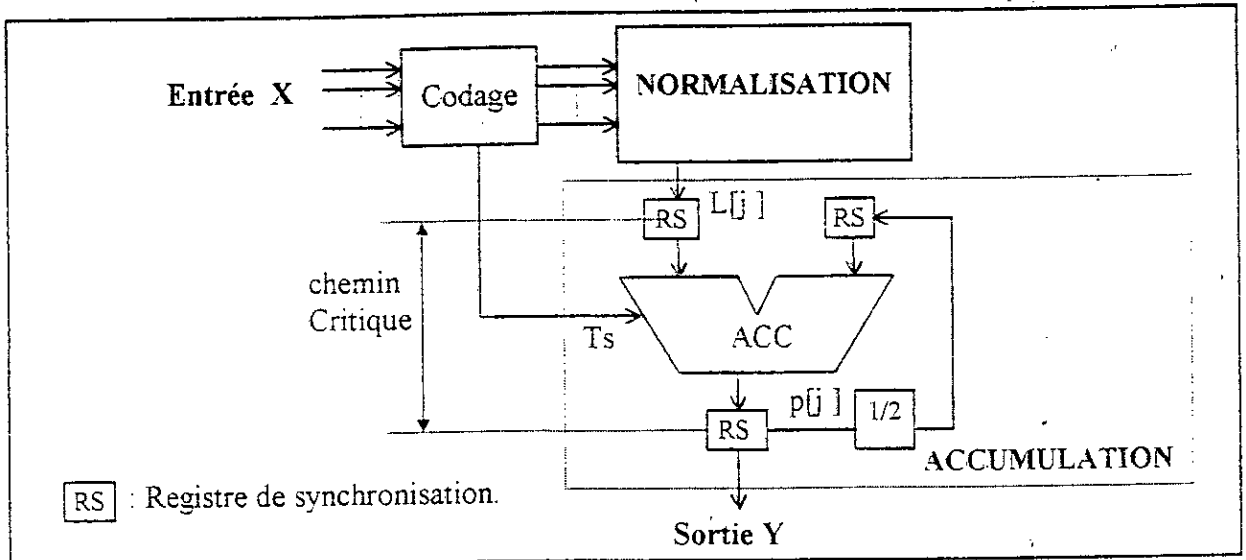 Entrée X
Codage
NORMALISATION
RS
L[j ]
RS
chemin
Critique
Ts
ACC
RS
p[j ]
1/2
ACCUMULATION
RS : Registre de synchronisation.
Sortie Y